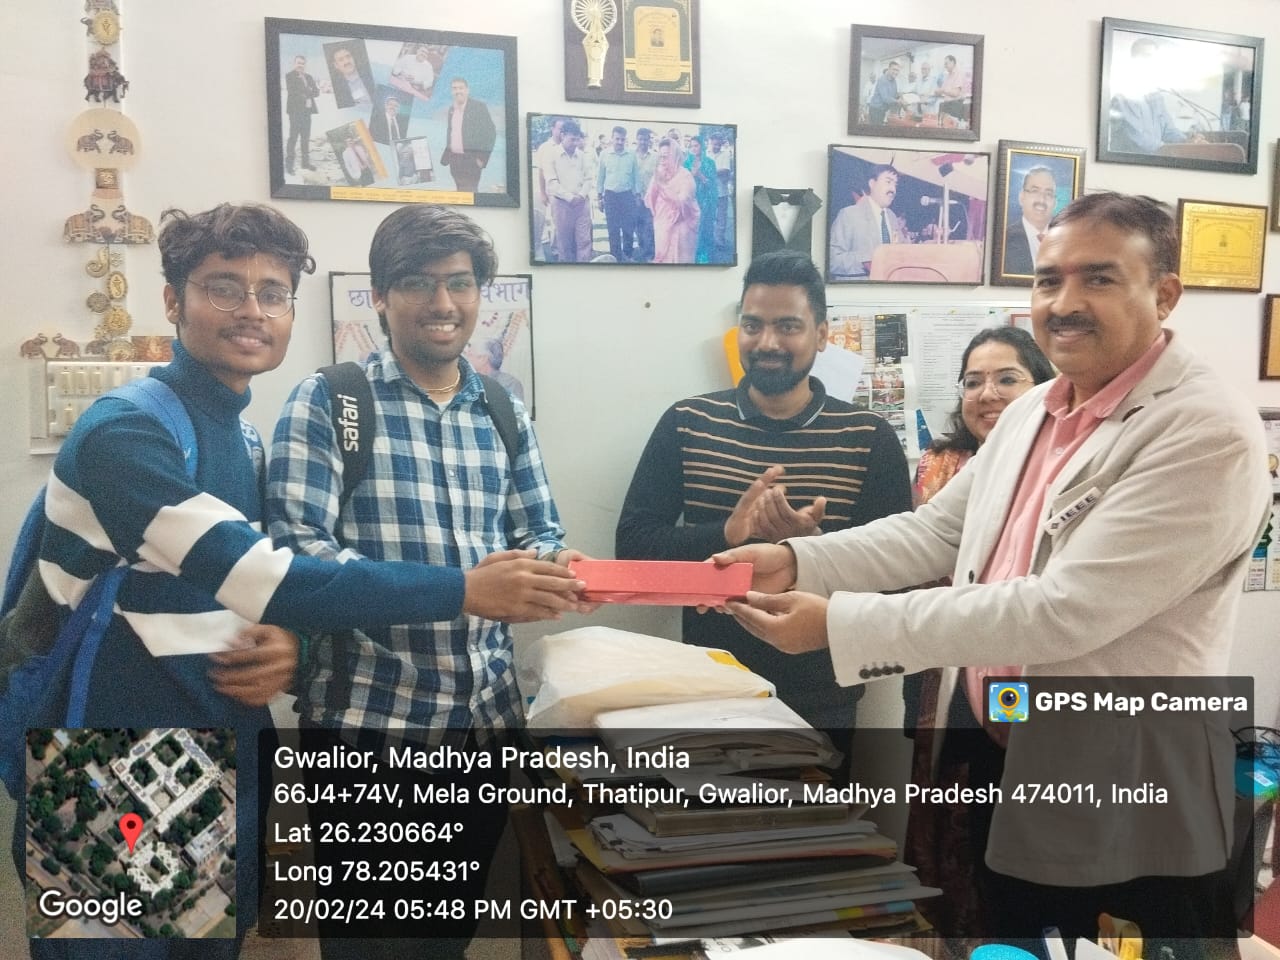 विभाग
safari
IEEE
GPS Map Camera
Gwalior, Madhya Pradesh, India
66J4+74V, Mela Ground, Thatipur, Gwalior, Madhya Pradesh 474011, India
Lat 26.230664°
Long 78.205431°
20/02/24 05:48 PM GMT +05:30
Google